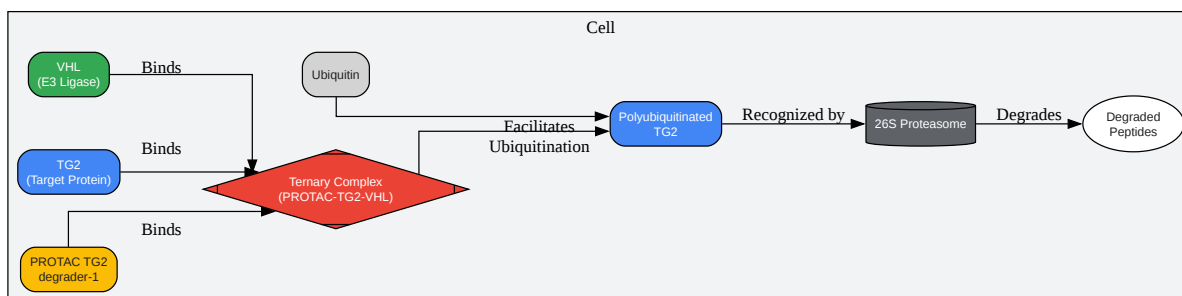 Cell
VHL
(E3 Ligase)
Binds
Ubiquitin
TG2
(Target Protein)
Binds
PROTAC TG2
degrader-1
Binds
Ternary Complex
(PROTAC-TG2-VHL)
Facilitates
Ubiquitination
Polyubiquitinated
TG2
Recognized by
26S Proteasome
Degrades
Degraded
Peptides